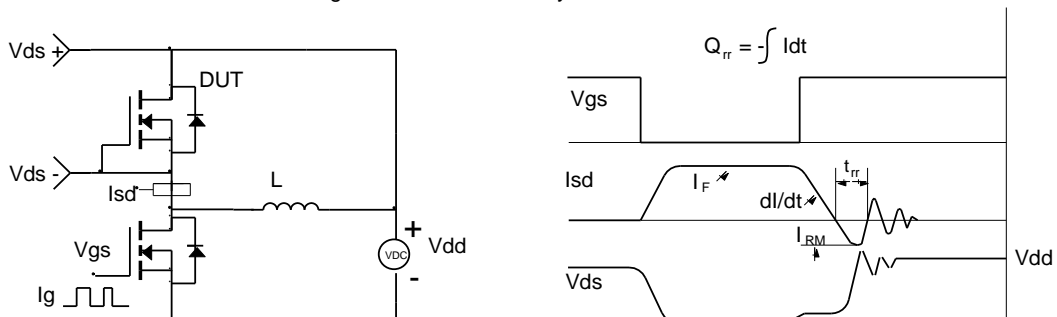 Vds +
DUT
Vds -
Isd
L
Vgs
Ig
+
VDC
-
Vdd
Qrr = -∫ Idt
Vgs
Isd
IF
dI/dt
trr
IRM
Vdd
Vds